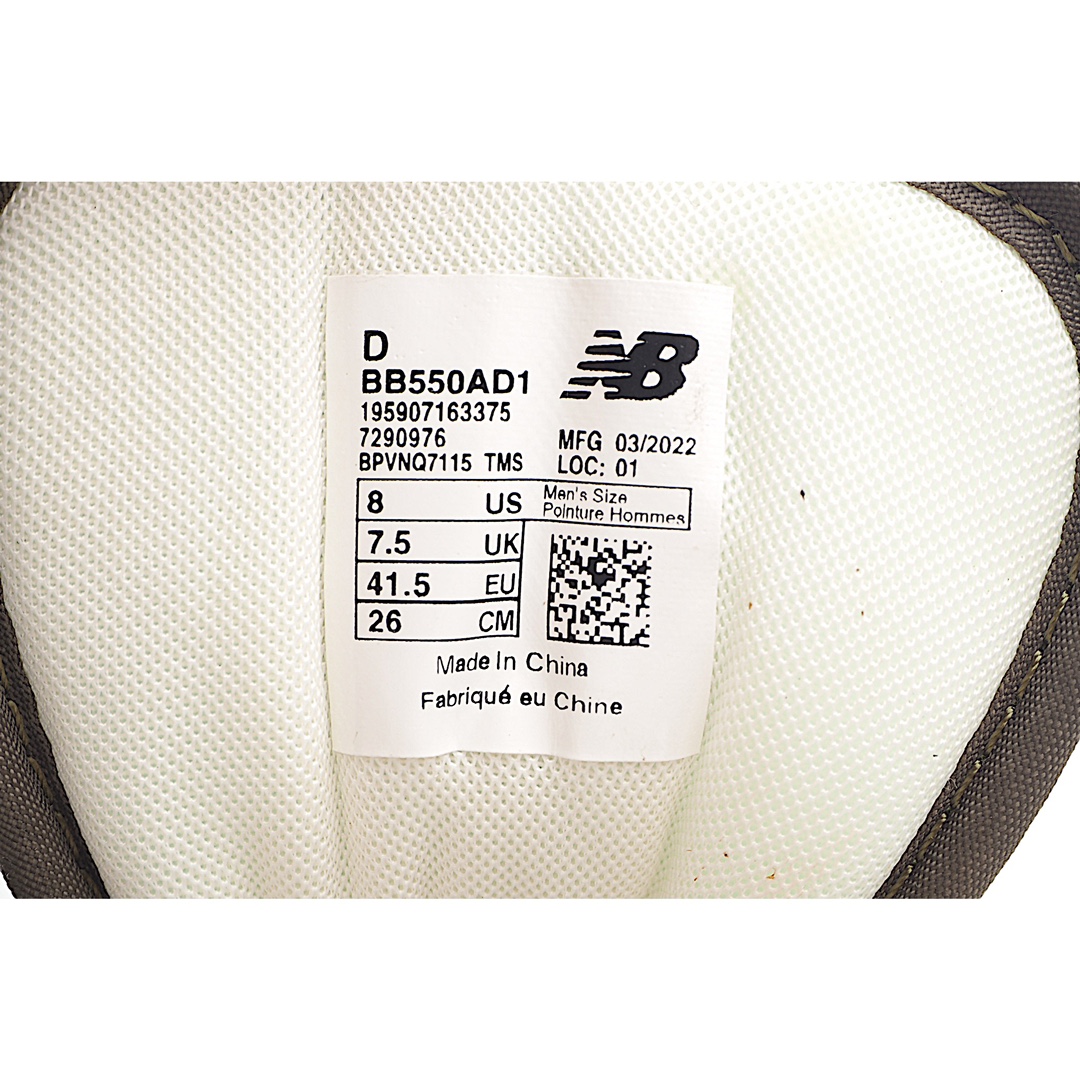 D
NB
BB550AD1
195907163375
7290976
MFG 03/2022
BPVNQ7115 TMS
LOC: 01
8 US
Men's Size
Pointure Hommes
7.5 UK
41.5 EU
26 CM
Made In China
Fabriqué eu Chine